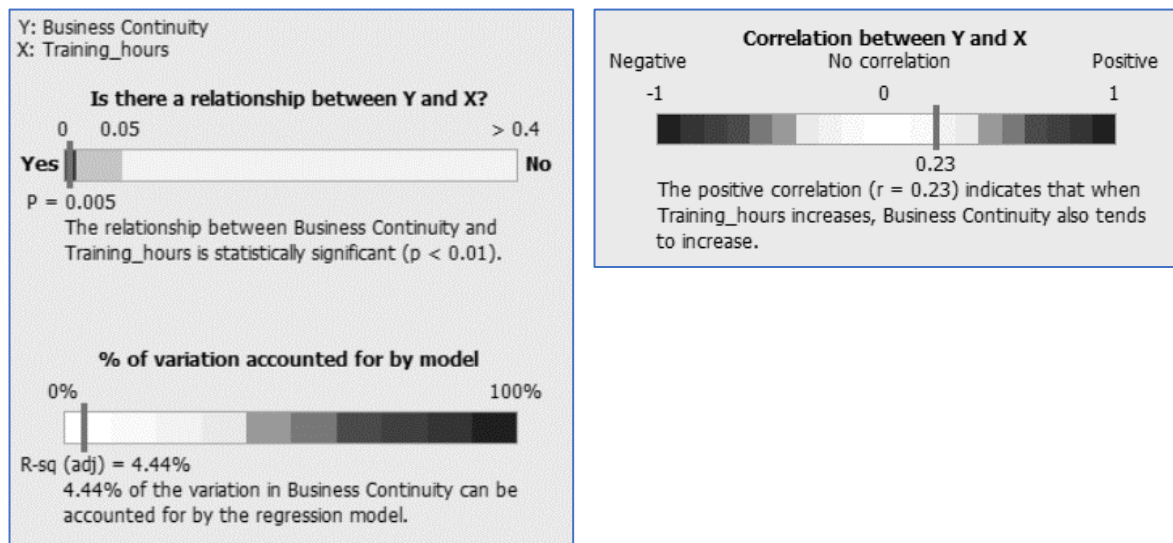 Y: Business Continuity
X: Training_hours
Is there a relationship between Y and X?
0 0.05 > 0.4
Yes No
P = 0.005
The relationship between Business Continuity and
Training_hours is statistically significant (p < 0.01).
% of variation accounted for by model
0% 100%
R-sq (adj) = 4.44%
4.44% of the variation in Business Continuity can be
accounted for by the regression model.
Correlation between Y and X
Negative No correlation Positive
-1 0 1
0.23
The positive correlation (r = 0.23) indicates that when
Training_hours increases, Business Continuity also tends
to increase.